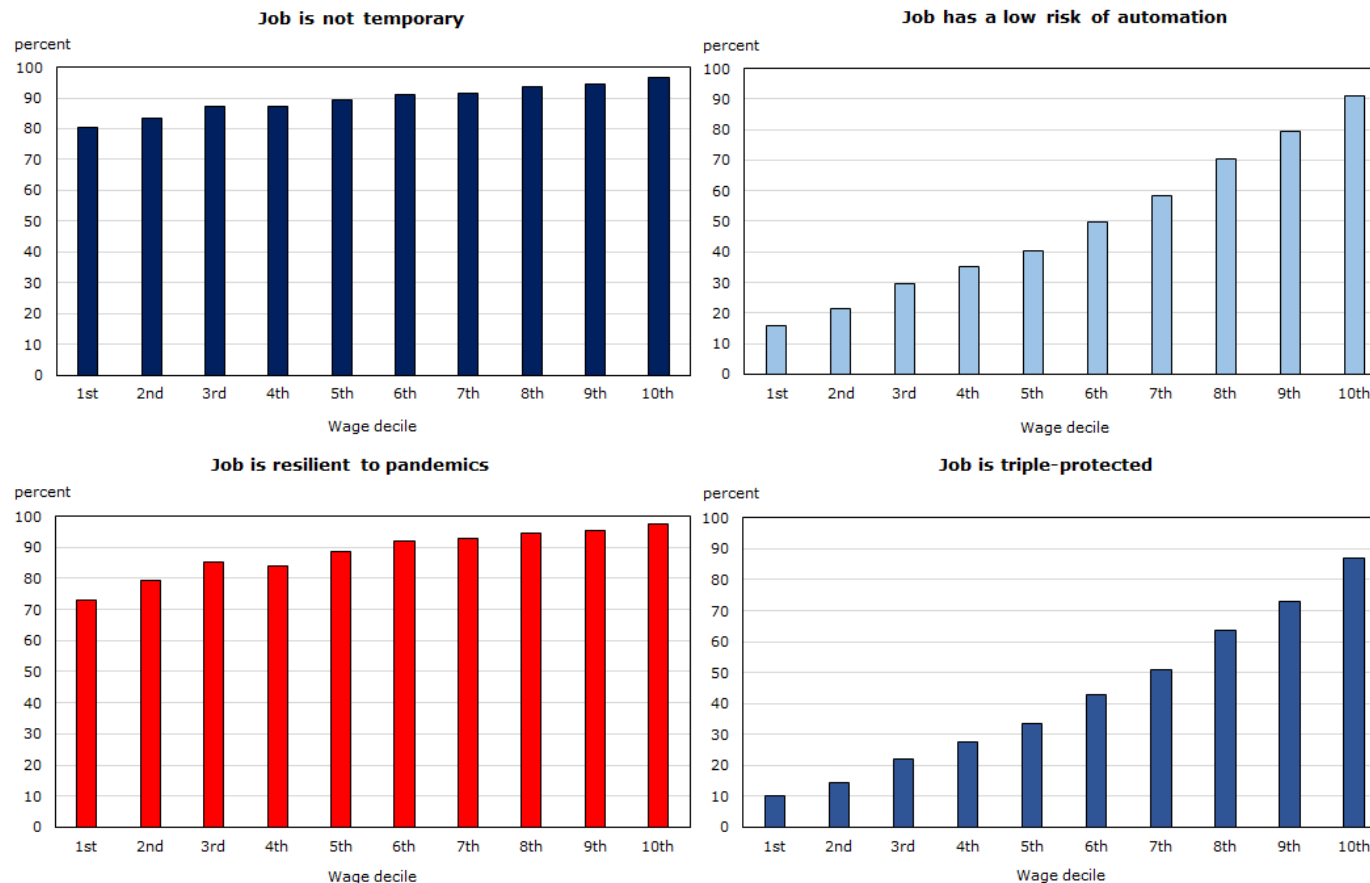 Job is not temporary
percent
100
90
80
70
60
50
40
30
20
10
0
1st 2nd 3rd 4th 5th 6th 7th 8th 9th 10th
Wage decile
Job has a low risk of automation
percent
100
90
80
70
60
50
40
30
20
10
0
1st 2nd 3rd 4th 5th 6th 7th 8th 9th 10th
Wage decile
Job is resilient to pandemics
percent
100
90
80
70
60
50
40
30
20
10
0
1st 2nd 3rd 4th 5th 6th 7th 8th 9th 10th
Wage decile
Job is triple-protected
percent
100
90
80
70
60
50
40
30
20
10
0
1st 2nd 3rd 4th 5th 6th 7th 8th 9th 10th
Wage decile